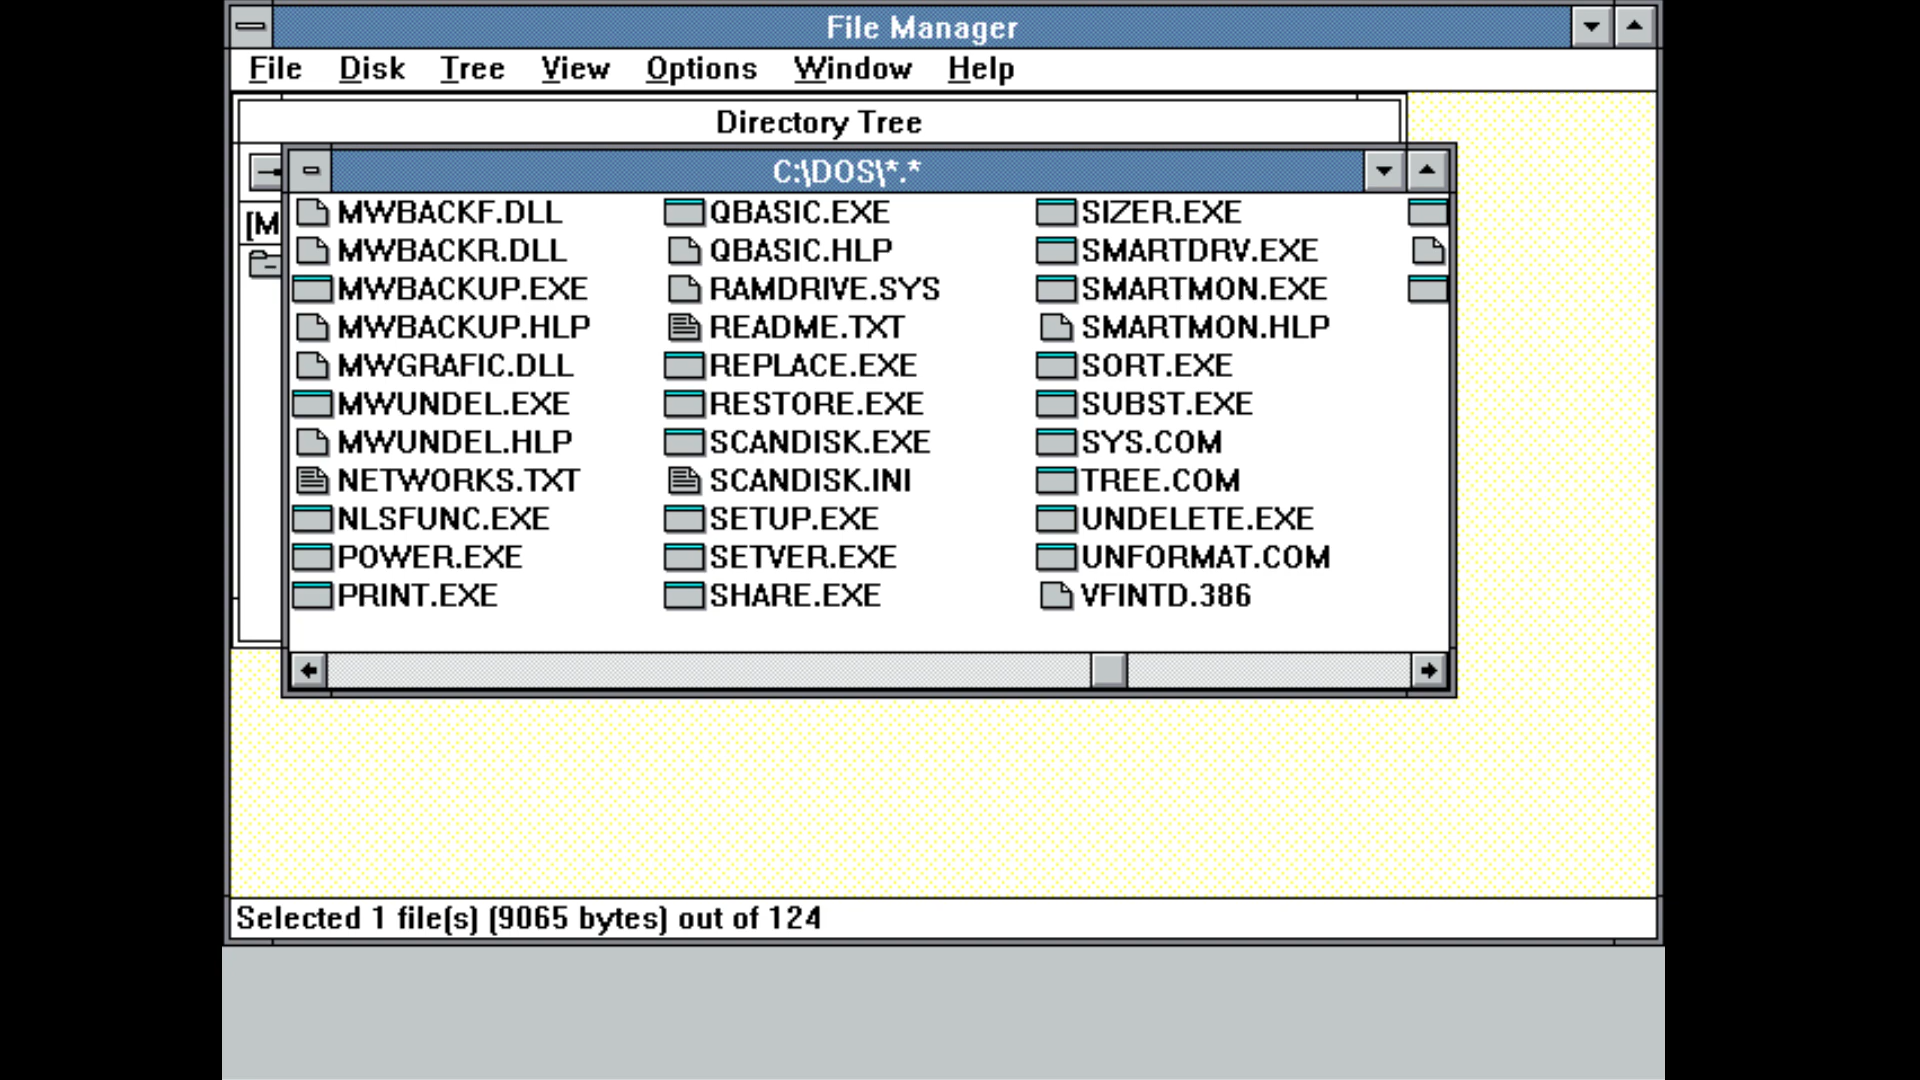 File Manager
File Disk Tree View Options Window Help
Directory Tree
C:\DOS\*.*
[M
MWBACKF.DLL
MWBACKR.DLL
MWBACKUP.EXE
MWBACKUP.HLP
MWGRAFIC.DLL
MWUNDEL.EXE
MWUNDEL.HLP
NETWORKS.TXT
NLSFUNC.EXE
POWER.EXE
PRINT.EXE
QBASIC.EXE
QBASIC.HLP
RAMDRIVE.SYS
README.TXT
REPLACE.EXE
RESTORE.EXE
SCANDISK.EXE
SCANDISK.INI
SETUP.EXE
SETVER.EXE
SHARE.EXE
SIZER.EXE
SMARTDRV.EXE
SMARTMON.EXE
SMARTMON.HLP
SORT.EXE
SUBST.EXE
SYS.COM
TREE.COM
UNDELETE.EXE
UNFORMAT.COM
VFINTD.386
Selected 1 file(s) (9065 bytes) out of 124